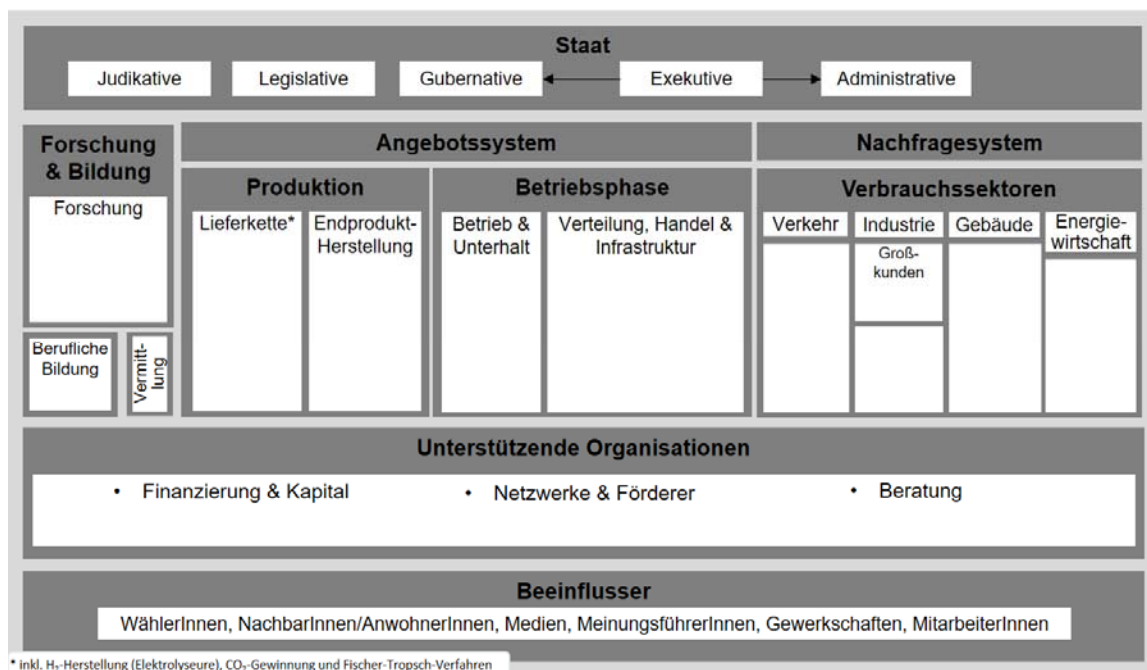 Staat
Judikative
Legislative
Gubernative
Exekutive
Administrative
Forschung
& Bildung
Forschung
Berufliche
Bildung
Vermitt-
lung
Angebotssystem
Produktion
Lieferkette*
Endprodukt-
Herstellung
Betriebsphase
Betrieb &
Unterhalt
Verteilung, Handel &
Infrastruktur
Nachfragesystem
Verbrauchssektoren
Verkehr
Industrie
Groß-
kunden
Gebäude
Energie-
wirtschaft
Unterstützende Organisationen
• Finanzierung & Kapital
• Netzwerke & Förderer
• Beratung
Beeinflusser
WählerInnen, NachbarInnen/AnwohnerInnen, Medien, MeinungsführerInnen, Gewerkschaften, MitarbeiterInnen
* inkl. H₂-Herstellung (Elektrolyseure), CO₂-Gewinnung und Fischer-Tropsch-Verfahren